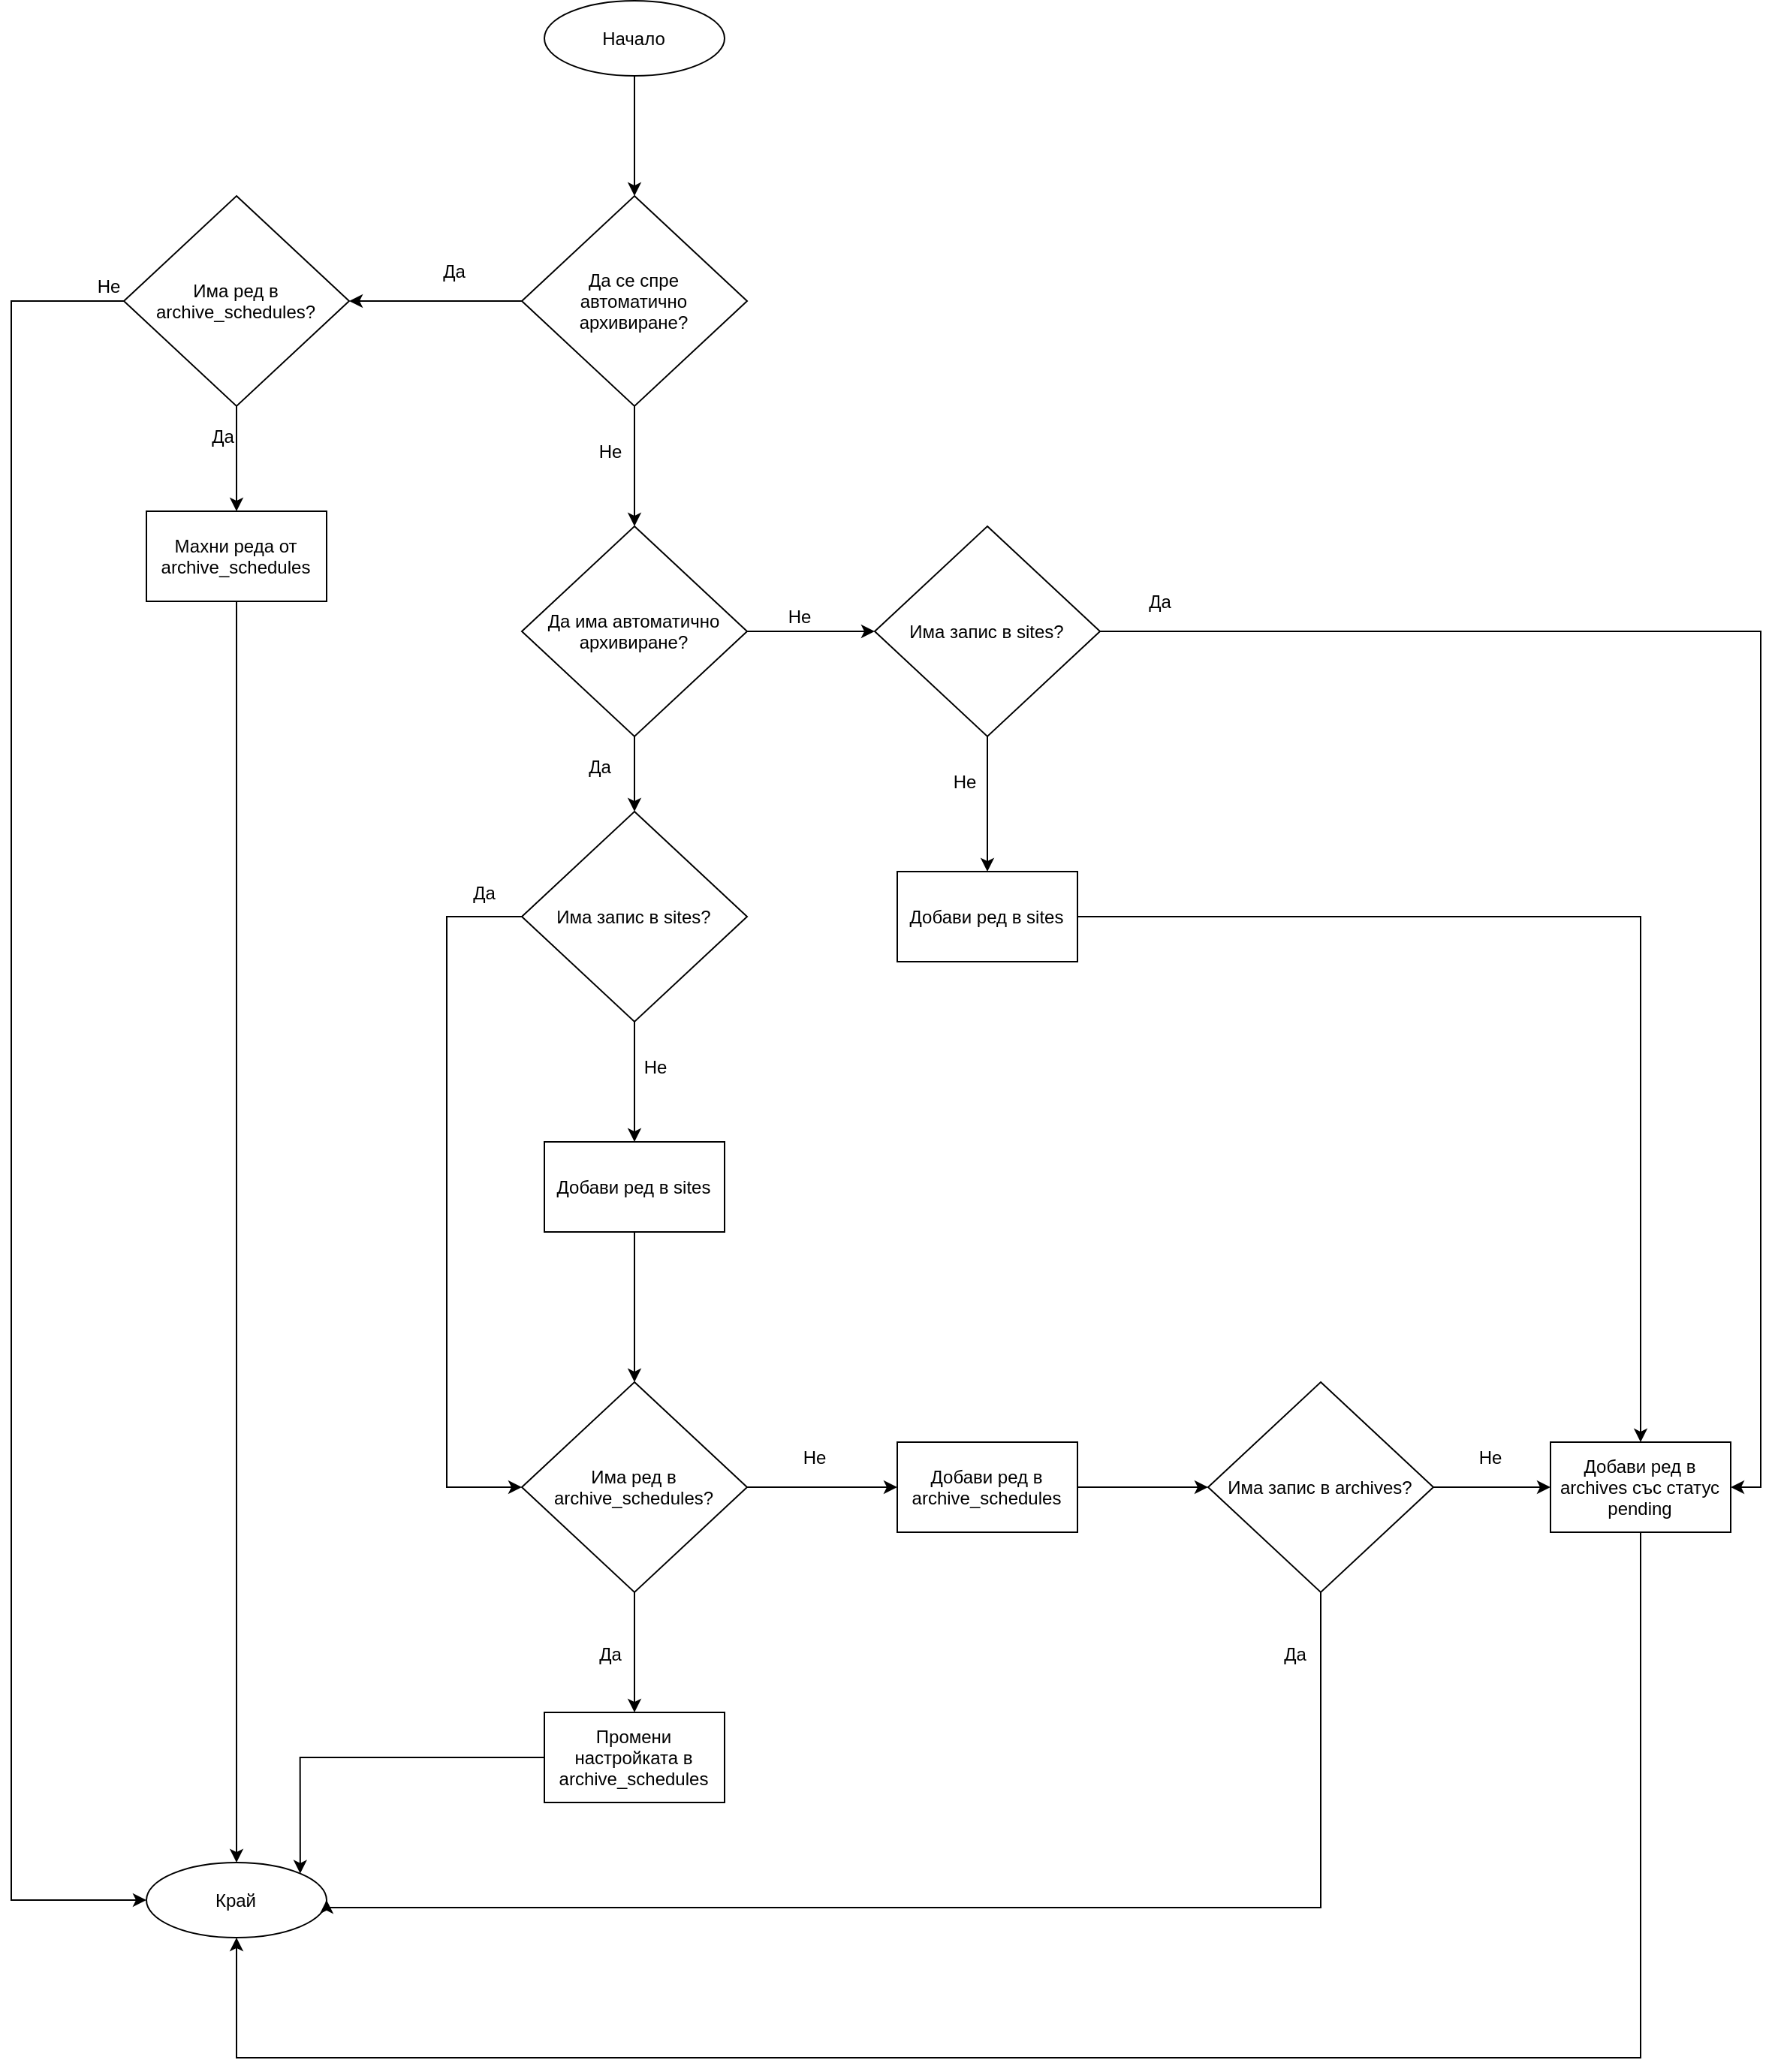 Начало
Да се спре
автоматично
архивиране?
Да
Има ред в
archive_schedules?
Не
Да
Не
Махни реда от
archive_schedules
Да има автоматично
архивиране?
Не
Има запис в sites?
Да
Да
Не
Има запис в sites?
Да
Добави ред в sites
Не
Добави ред в sites
Има ред в
archive_schedules?
Не
Добави ред в
archive_schedules
Има запис в archives?
Не
Добави ред в
archives със статус
pending
Да
Да
Промени
настройката в
archive_schedules
Край